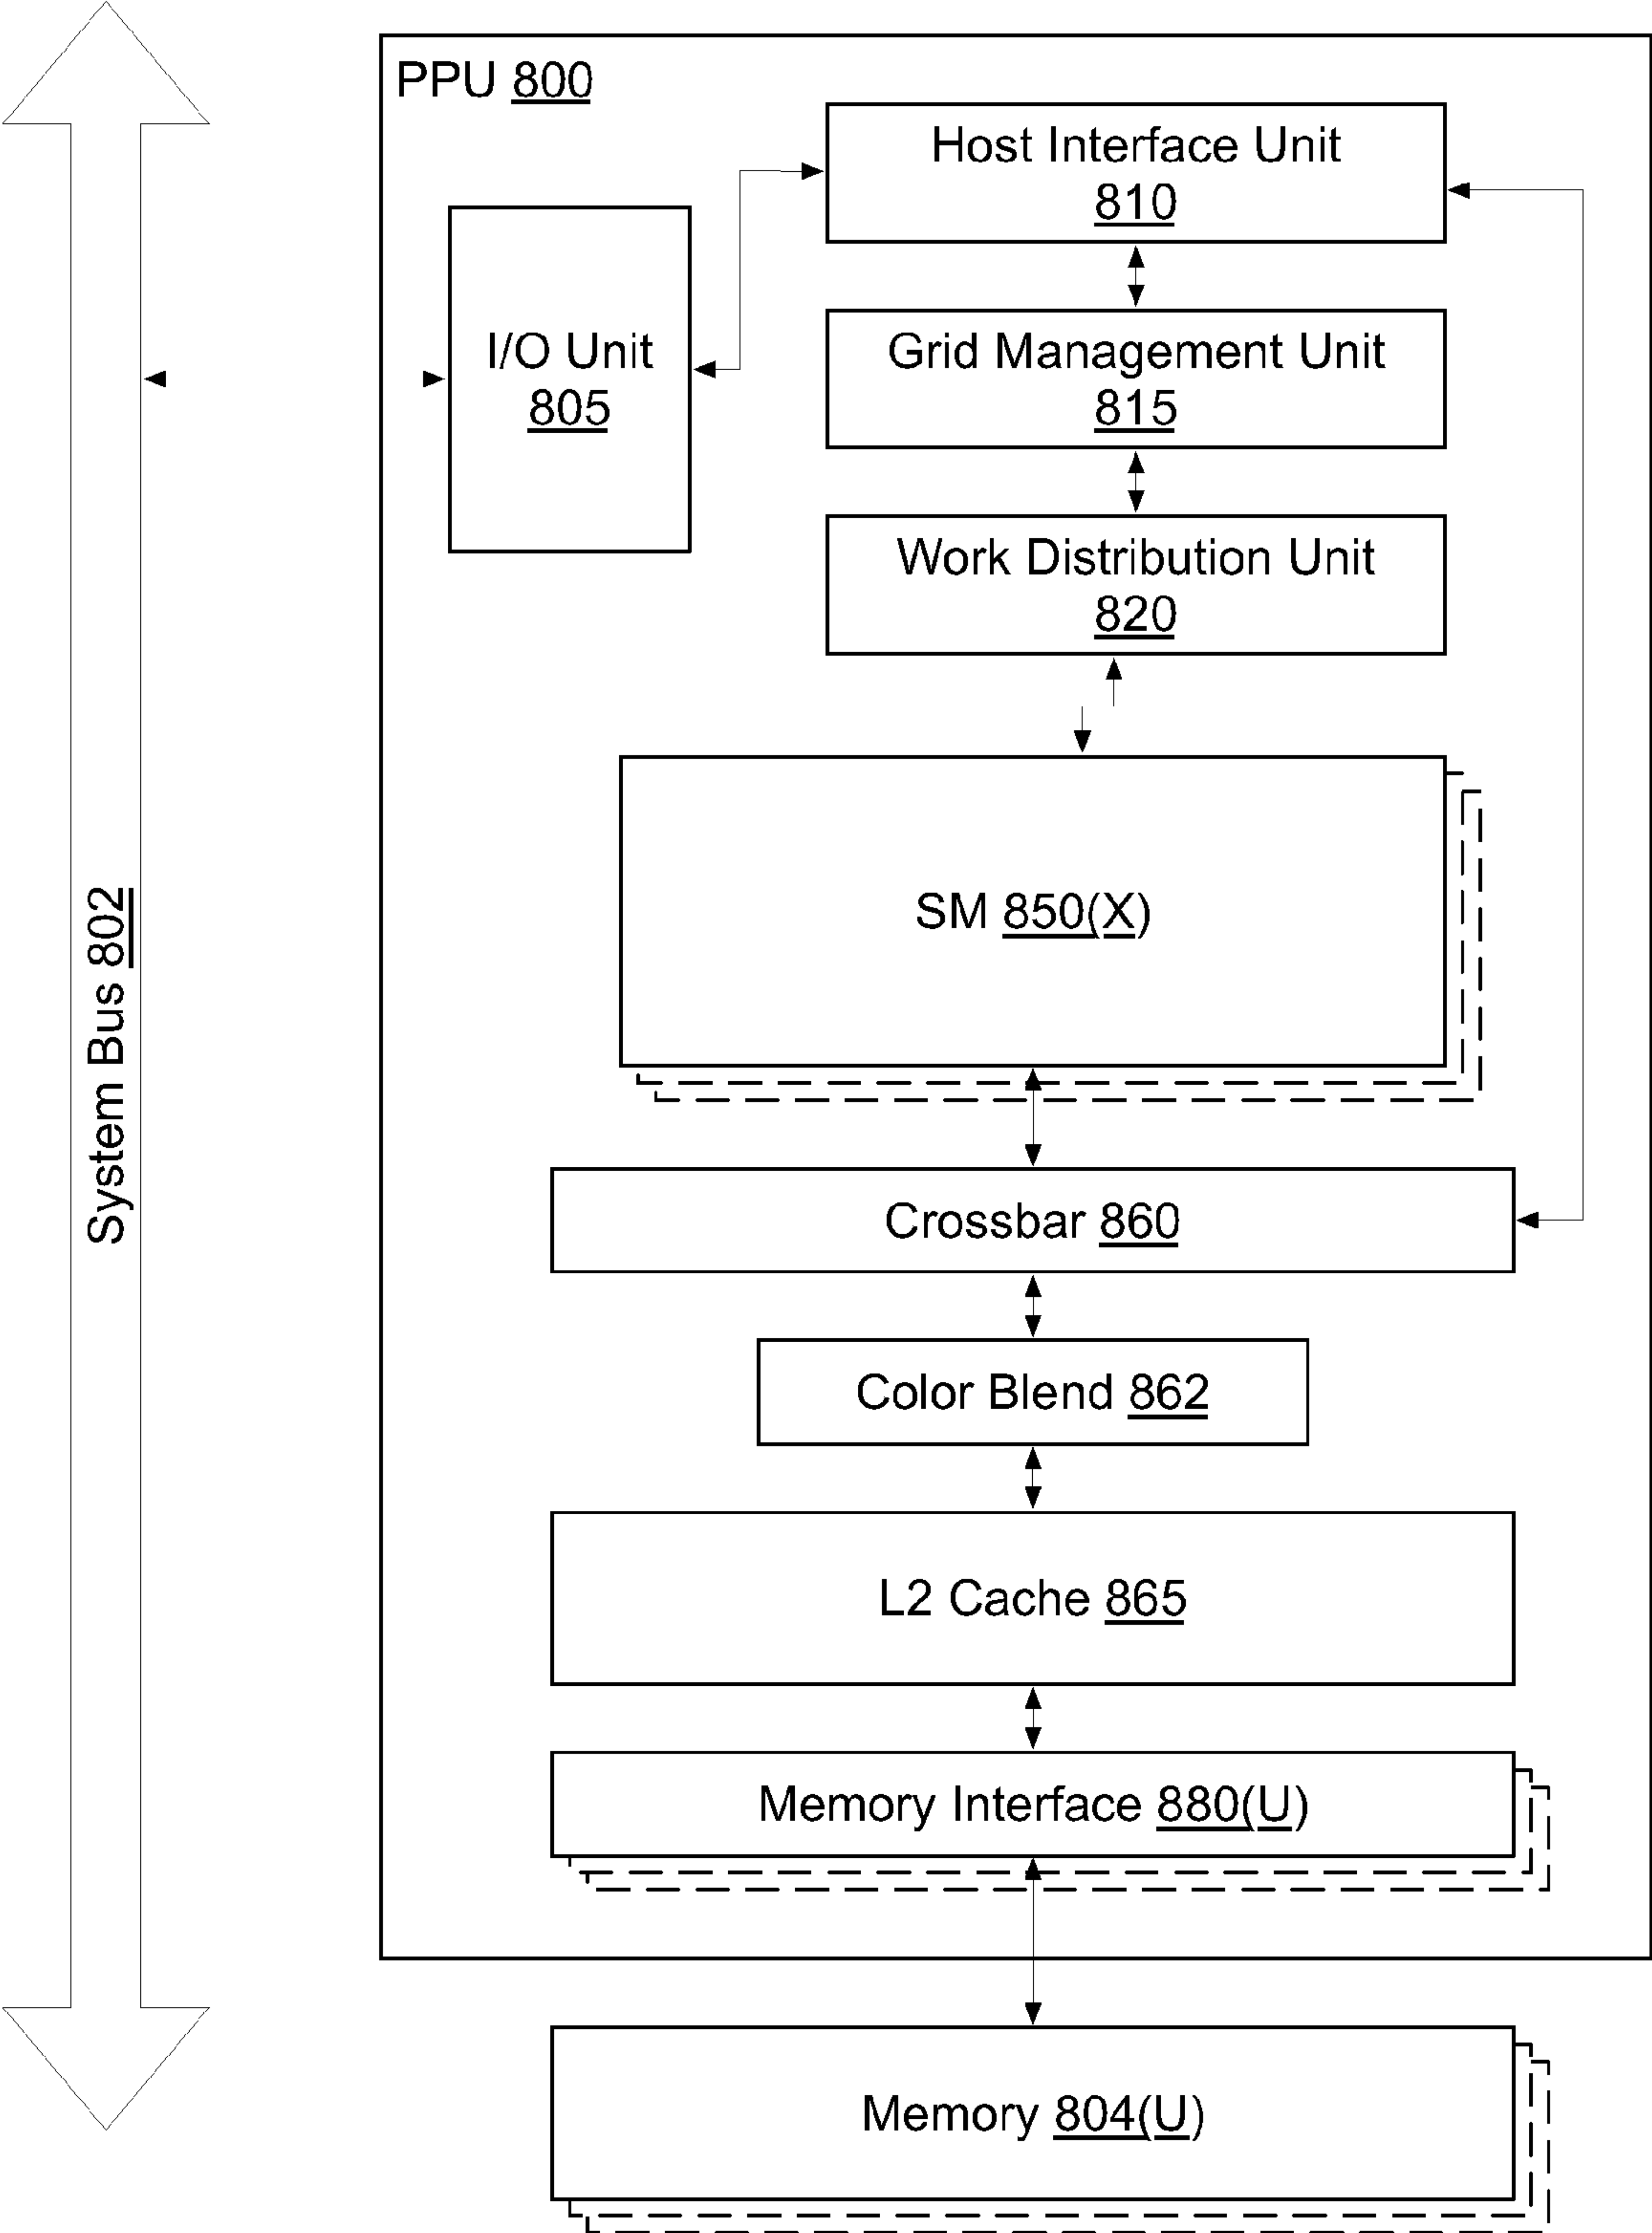 PPU 800
Host Interface Unit
810
I/O Unit
805
Grid Management Unit
815
Work Distribution Unit
820
SM 850(X)
System Bus 802
Crossbar 860
Color Blend 862
L2 Cache 865
Memory Interface 880(U)
Memory 804(U)